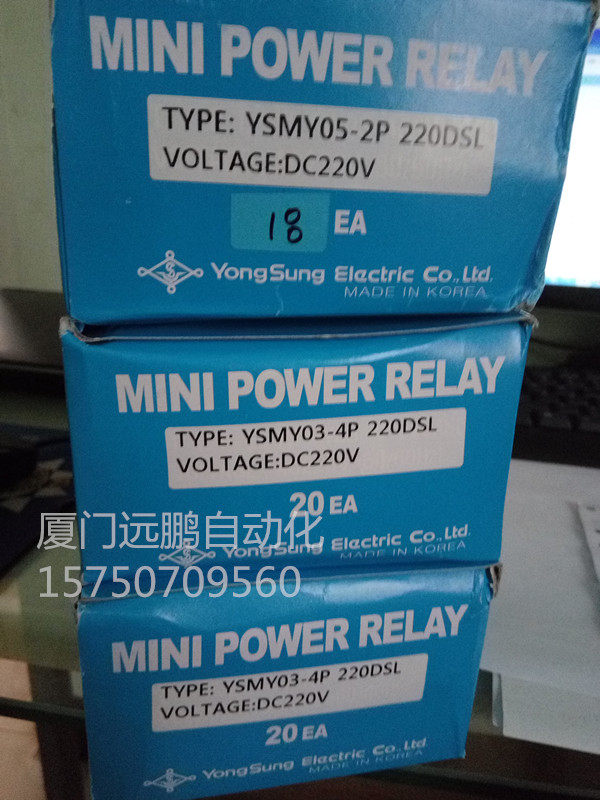 MINI POWER RELAY
TYPE: YSMY05-2P 220DSL
VOLTAGE:DC220V
18 EA
YongSung Electric Co.,Ltd.
MADE IN KOREA
MINI POWER RELAY
TYPE: YSMY03-4P 220DSL
VOLTAGE:DC220V
20 EA
厦门远鹏自动化
YongSung Electric Co.,Ltd.
MADE IN KOREA
15750709560
MINI POWER RELAY
TYPE: YSMY03-4P 220DSL
VOLTAGE:DC220V
20 EA
YongSung Electric Co.,Ltd.
MADE IN KOREA